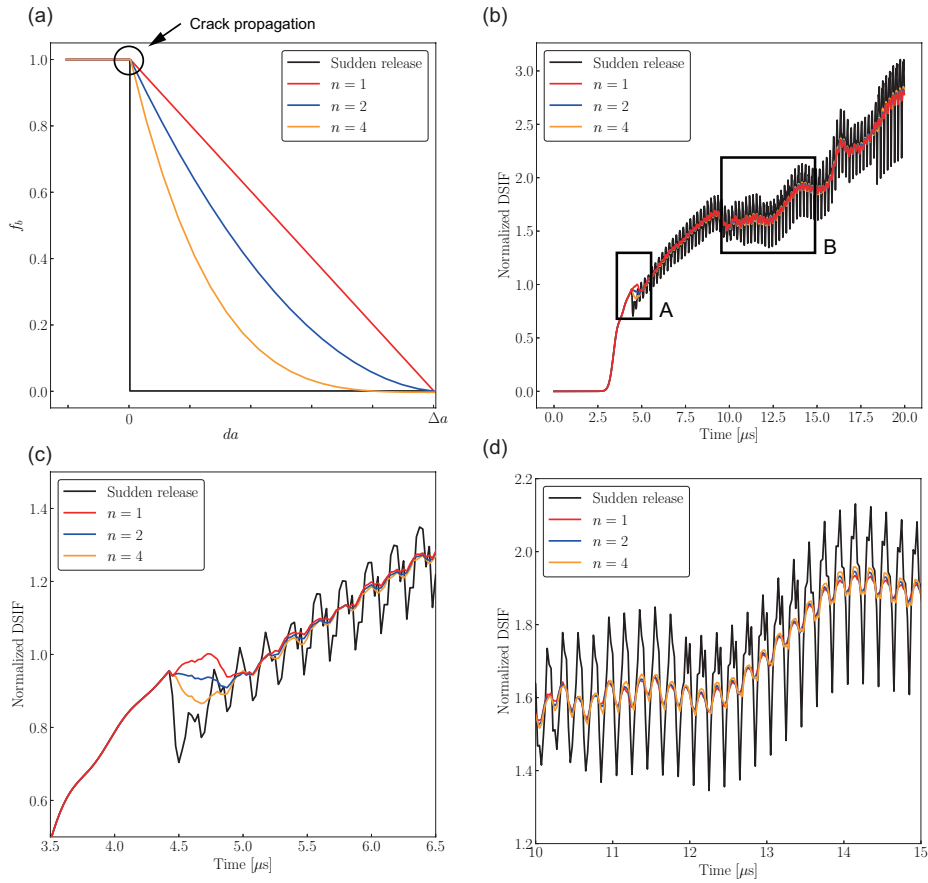 (a)
Crack propagation
Sudden release
n = 1
n = 2
n = 4
1.0
0.8
0.6
0.4
0.2
0.0
f_b
0
Δa
da
(b)
Sudden release
n = 1
n = 2
n = 4
A
B
3.0
2.5
2.0
1.5
1.0
0.5
0.0
Normalized DSIF
0.0 2.5 5.0 7.5 10.0 12.5 15.0 17.5 20.0
Time [μs]
(c)
Sudden release
n = 1
n = 2
n = 4
1.4
1.2
1.0
0.8
0.6
Normalized DSIF
3.5 4.0 4.5 5.0 5.5 6.0 6.5
Time [μs]
(d)
Sudden release
n = 1
n = 2
n = 4
2.2
2.0
1.8
1.6
1.4
1.2
Normalized DSIF
10 11 12 13 14 15
Time [μs]